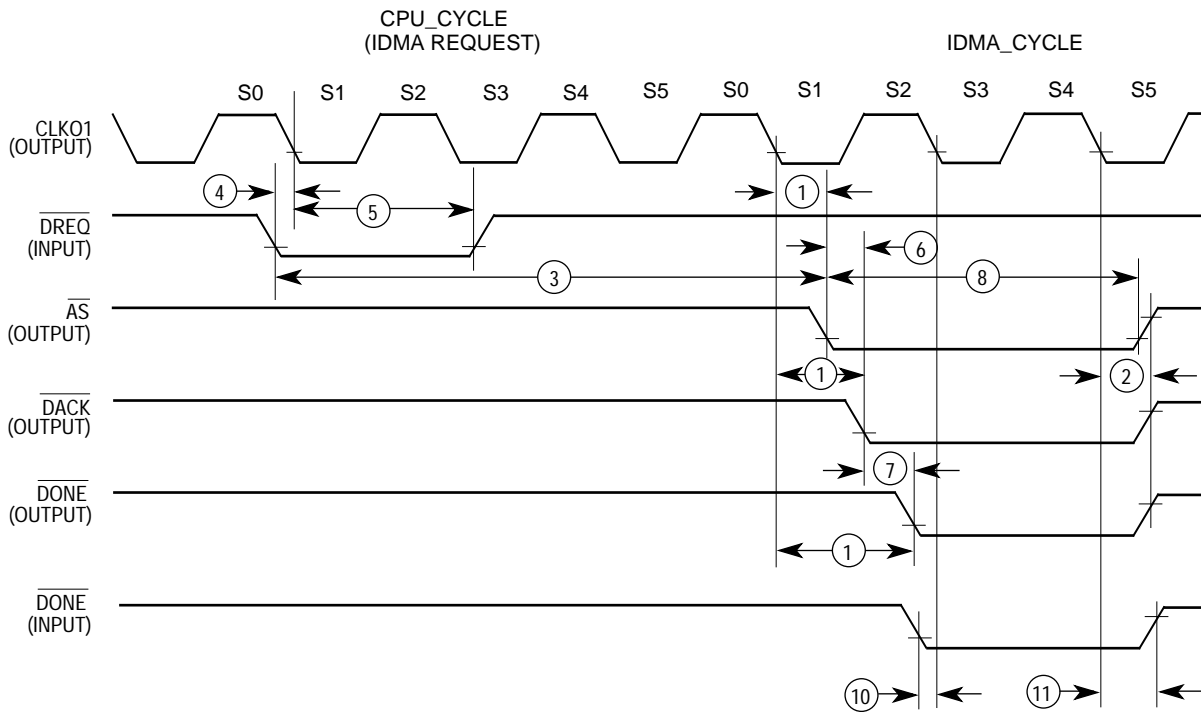 CPU_CYCLE
(IDMA REQUEST)
IDMA_CYCLE
S0 S1 S2 S3 S4 S5 S0 S1 S2 S3 S4 S5
CLKO1
(OUTPUT)
4
5
1
DREQ
(INPUT)
6
3
8
AS
(OUTPUT)
1
2
DACK
(OUTPUT)
7
DONE
(OUTPUT)
1
DONE
(INPUT)
10
11